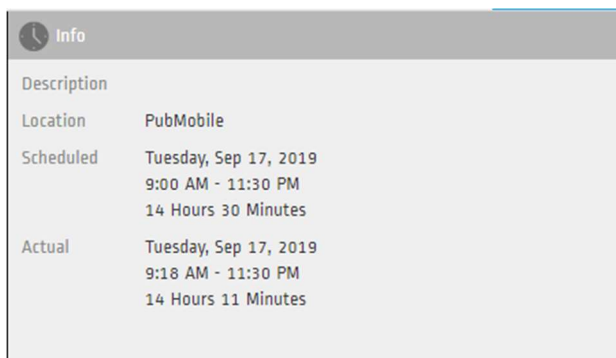 Info
Description
Location PubMobile
Scheduled Tuesday, Sep 17, 2019
9:00 AM - 11:30 PM
14 Hours 30 Minutes
Actual Tuesday, Sep 17, 2019
9:18 AM - 11:30 PM
14 Hours 11 Minutes